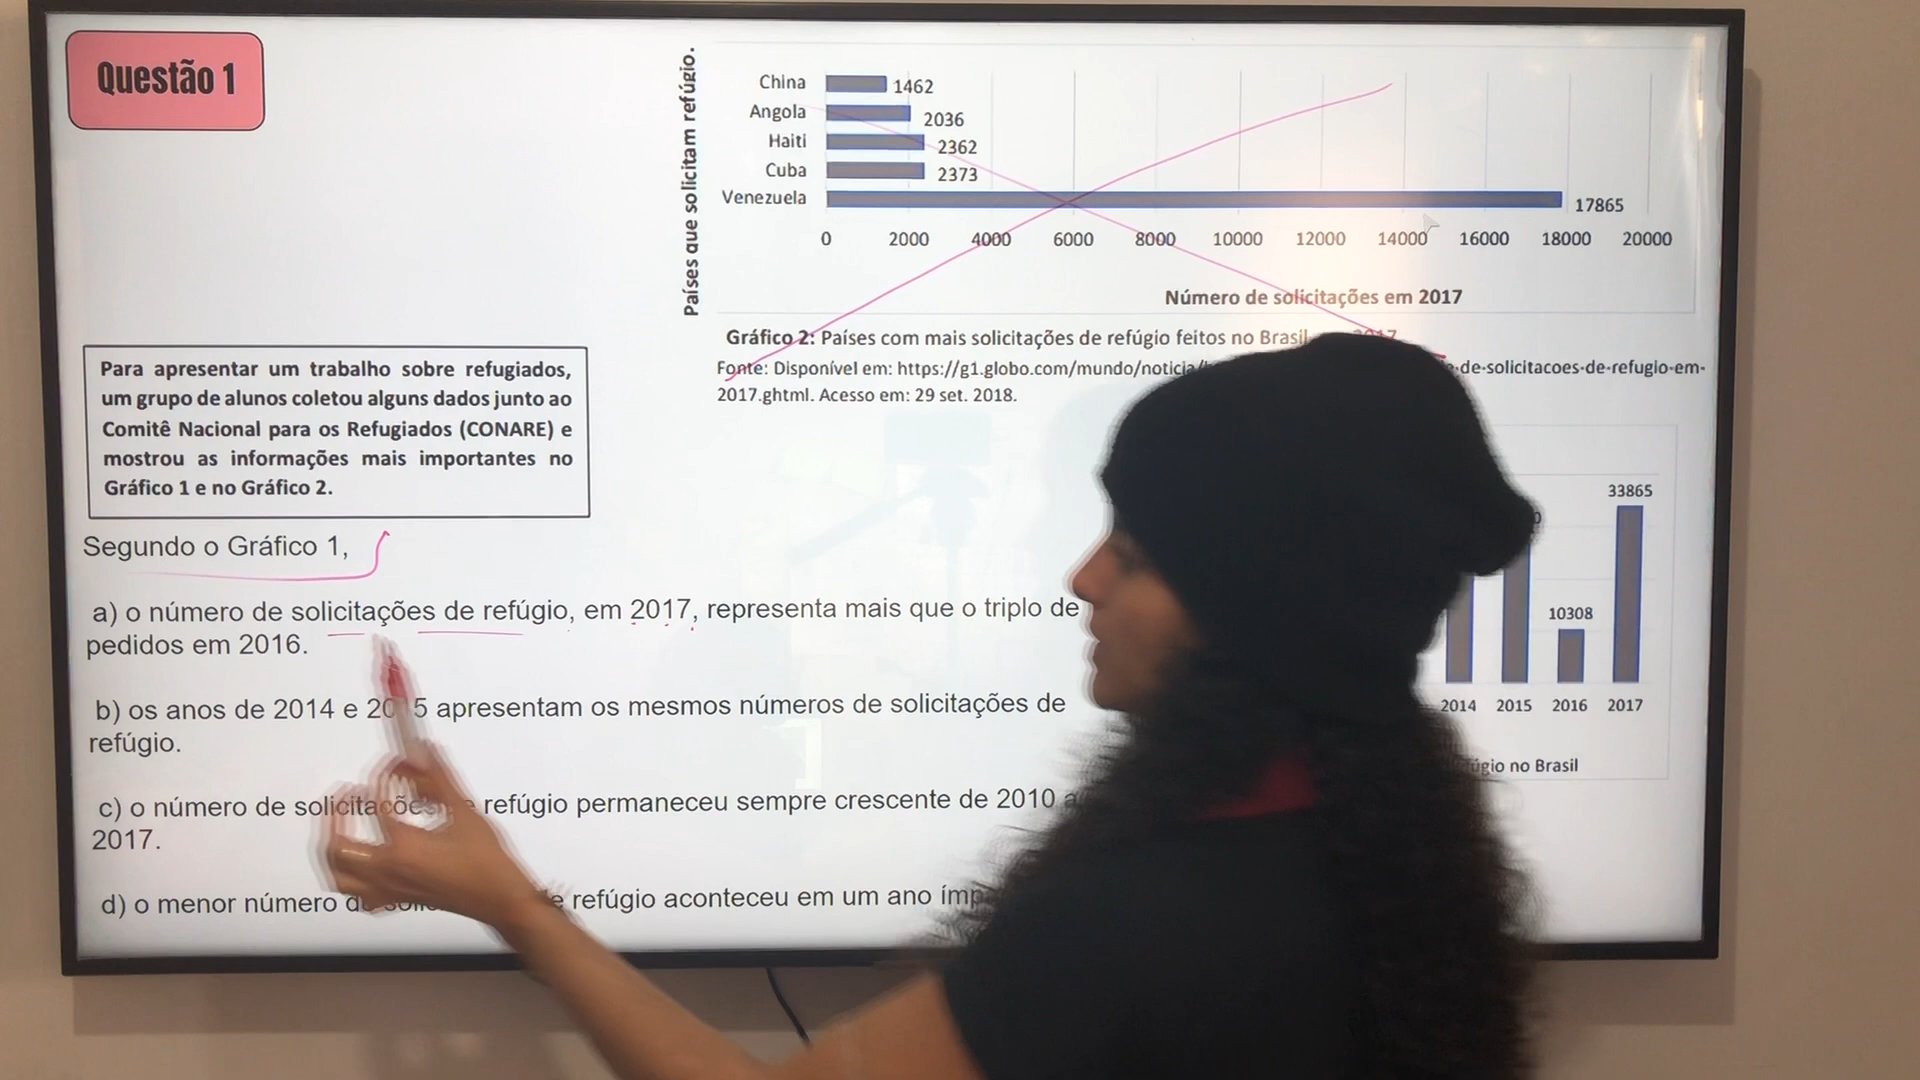 Questão 1
Países que solicitam refúgio.
China 1462
Angola 2036
Haiti 2362
Cuba 2373
Venezuela 17865
0 2000 4000 6000 8000 10000 12000 14000 16000 18000 20000
Número de solicitações em 2017
Gráfico 2: Países com mais solicitações de refúgio feitos no Brasil 2017
Fonte: Disponível em: https://g1.globo.com/mundo/noticia/ de-solicitacoes-de-refugio-em-
2017.ghtml. Acesso em: 29 set. 2018.
Para apresentar um trabalho sobre refugiados,
um grupo de alunos coletou alguns dados junto ao
Comitê Nacional para os Refugiados (CONARE) e
mostrou as informações mais importantes no
Gráfico 1 e no Gráfico 2.
Segundo o Gráfico 1,
a) o número de solicitações de refúgio, em 2017, representa mais que o triplo de
pedidos em 2016.
b) os anos de 2014 e 2015 apresentam os mesmos números de solicitações de
refúgio.
c) o número de solicitações refúgio permaneceu sempre crescente de 2010 a
2017.
d) o menor número de refúgio aconteceu em um ano
33865
10308
2014 2015 2016 2017
no Brasil